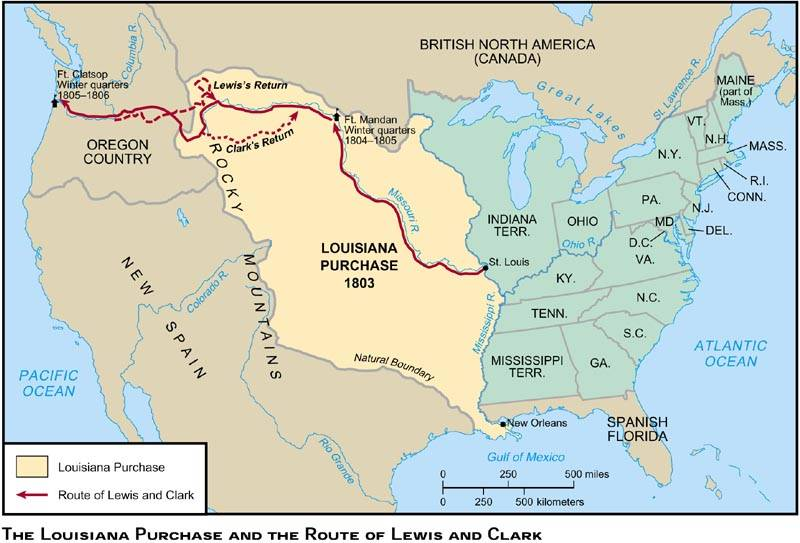 BRITISH NORTH AMERICA
(CANADA)
Columbia R.
Ft. Clatsop
Winter quarters
1805–1806
Lewis's Return
Ft. Mandan
Winter quarters
1804–1805
Clark's Return
OREGON
COUNTRY
ROCKY
MOUNTAINS
Missouri R.
LOUISIANA
PURCHASE
1803
St. Louis
NEW
SPAIN
Colorado R.
Natural Boundary
Rio Grande
PACIFIC
OCEAN
Great Lakes
St. Lawrence R.
MAINE
(part of
Mass.)
VT.
N.H.
MASS.
N.Y.
R.I.
CONN.
PA.
N.J.
MD.
DEL.
D.C.
VA.
INDIANA
TERR.
OHIO
Ohio R.
KY.
N.C.
TENN.
S.C.
Mississippi R.
MISSISSIPPI
TERR.
GA.
ATLANTIC
OCEAN
New Orleans
SPANISH
FLORIDA
Gulf of Mexico
0 250 500 miles
0 250 500 kilometers
Louisiana Purchase
Route of Lewis and Clark
THE LOUISIANA PURCHASE AND THE ROUTE OF LEWIS AND CLARK